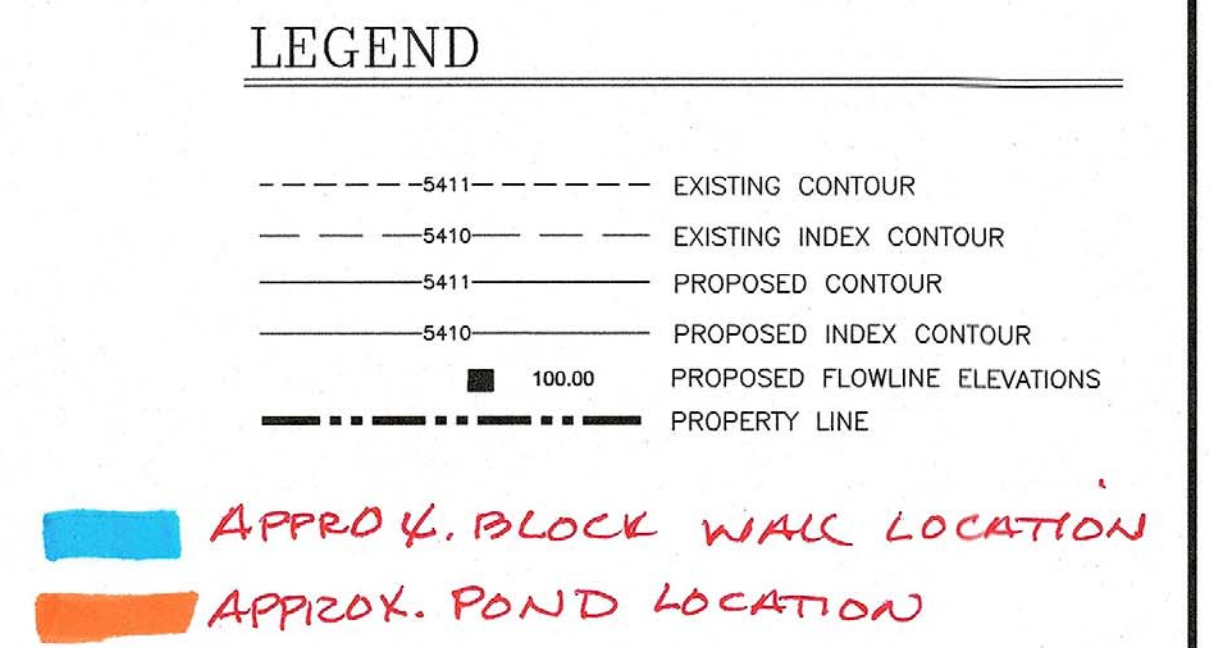 LEGEND
5411 EXISTING CONTOUR
5410 EXISTING INDEX CONTOUR
5411 PROPOSED CONTOUR
5410 PROPOSED INDEX CONTOUR
100.00 PROPOSED FLOWLINE ELEVATIONS
PROPERTY LINE
APPROX. BLOCK WALL LOCATION
APPROX. POND LOCATION